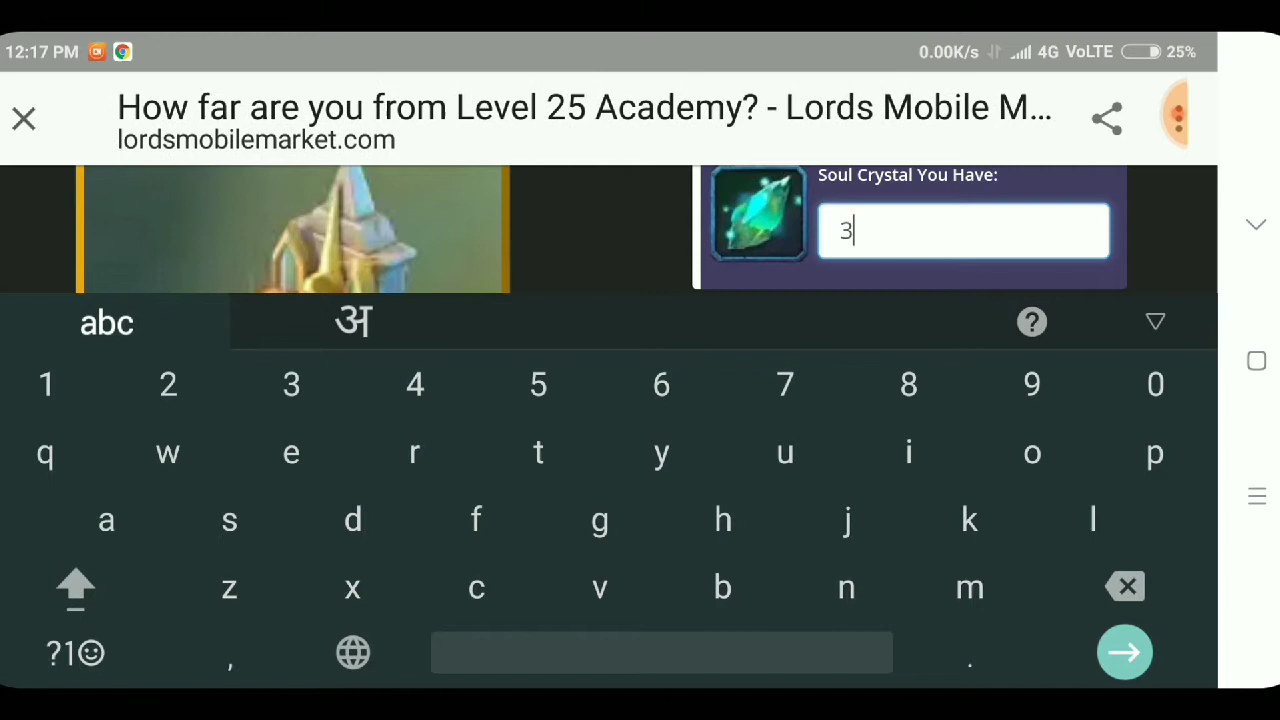 12:17 PM 0.00K/s 4G VoLTE 25%
How far are you from Level 25 Academy? - Lords Mobile M...
lordsmobilemarket.com
Soul Crystal You Have:
3
abc अ ?
1 2 3 4 5 6 7 8 9 0
q w e r t y u i o p
a s d f g h j k l
z x c v b n m
?1☺ , .